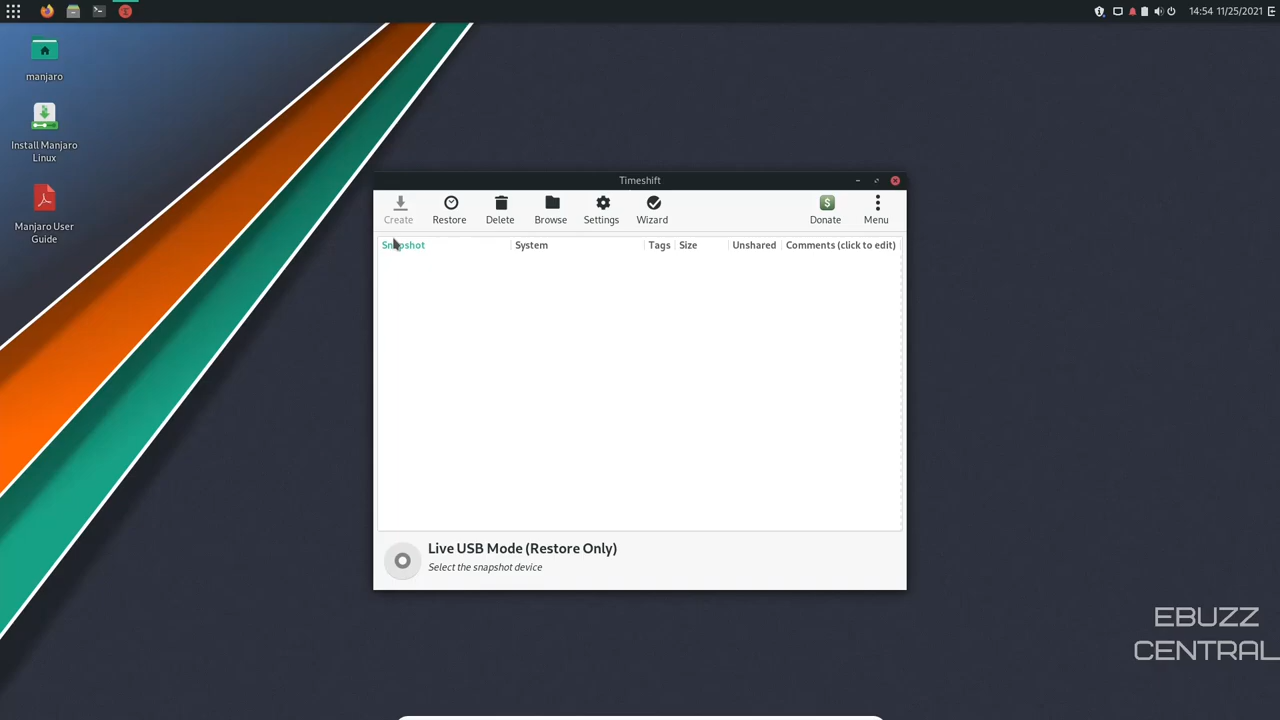 14:54 11/25/2021
manjaro
Install Manjaro
Linux
Manjaro User
Guide
Timeshift
Create Restore Delete Browse Settings Wizard Donate Menu
Snapshot System Tags Size Unshared Comments (click to edit)
Live USB Mode (Restore Only)
Select the snapshot device
EBUZZ
CENTRAL